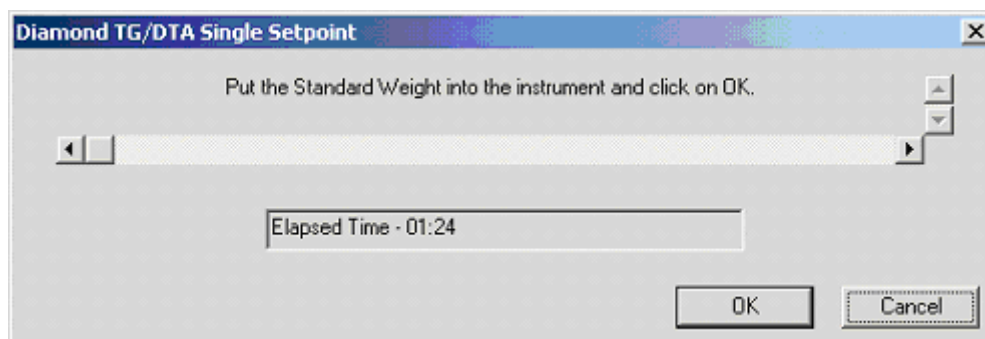 Diamond TG/DTA Single Setpoint
Put the Standard Weight into the instrument and click on OK.
Elapsed Time - 01:24
OK
Cancel